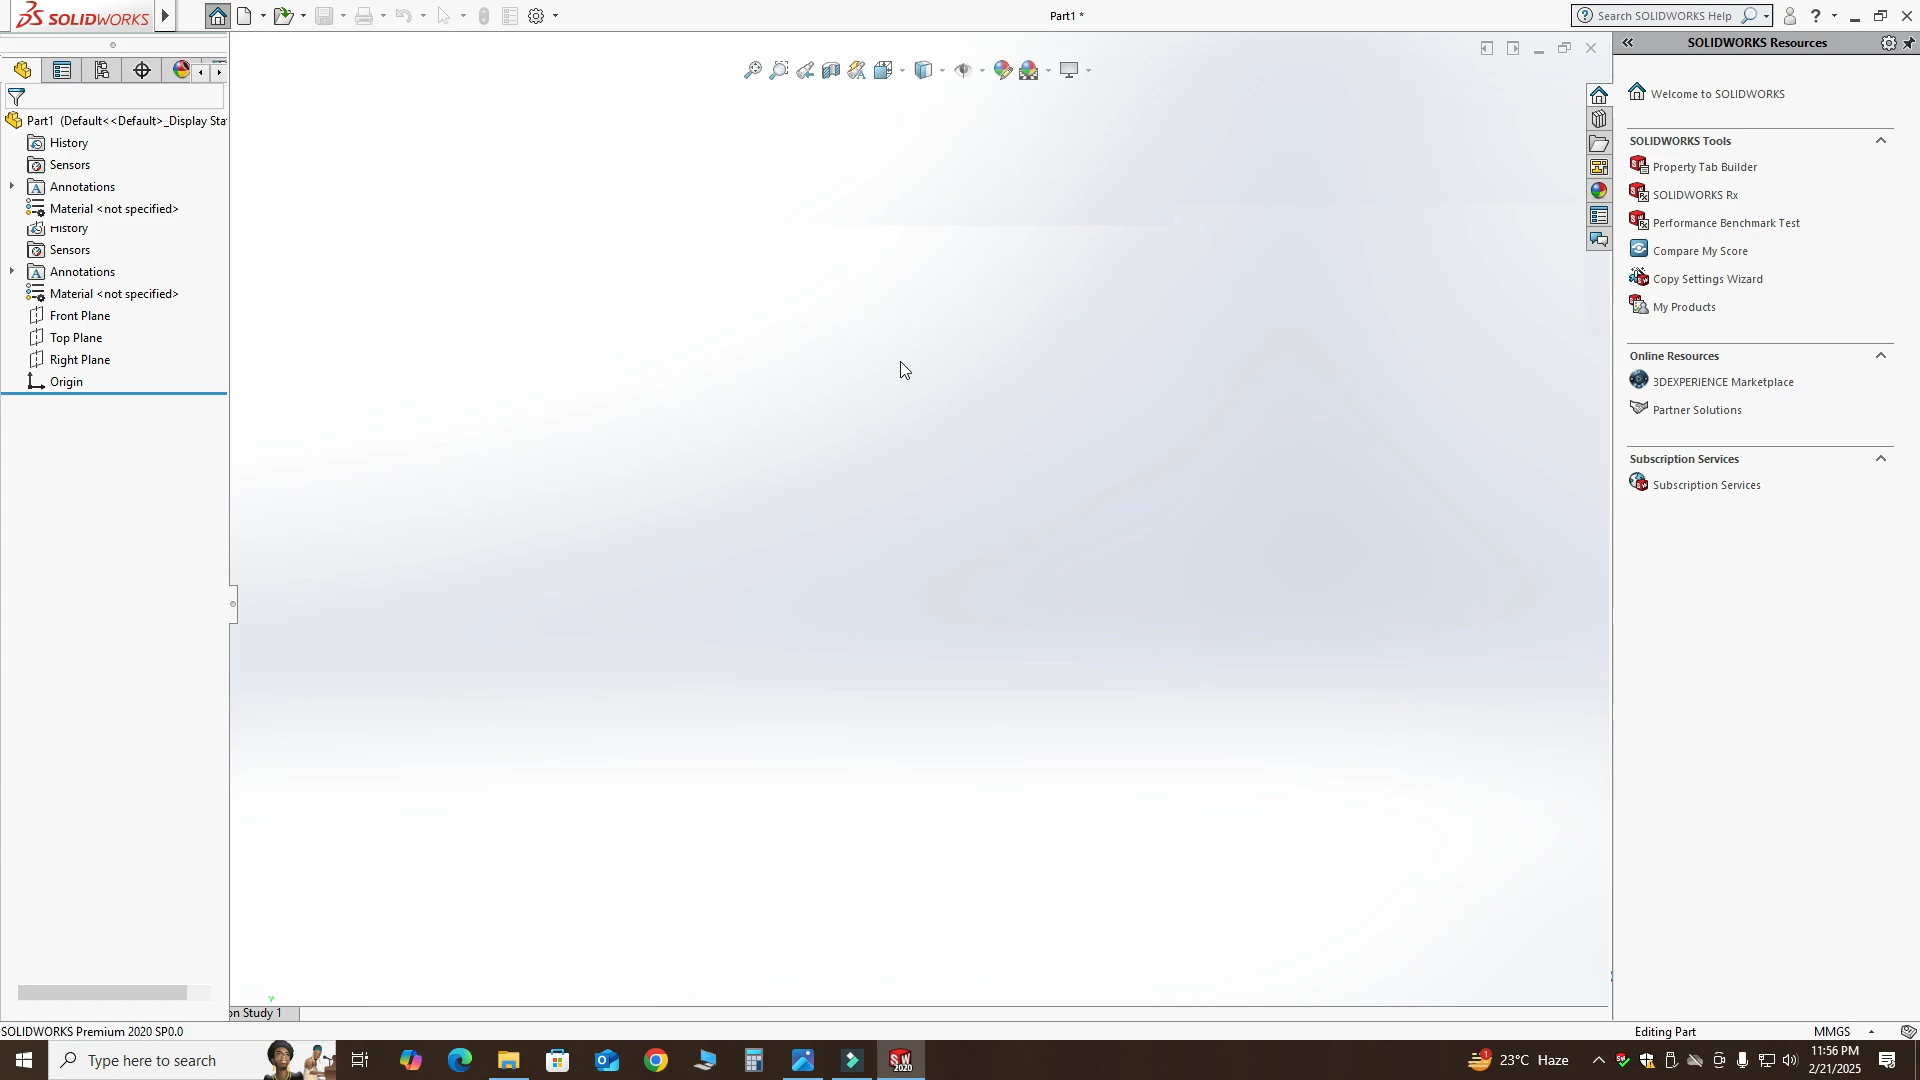 SOLIDWORKS
Part1 *
Search SOLIDWORKS Help
SOLIDWORKS Resources
Part1 (Default<<Default>_Display Sta
History
Sensors
Annotations
Material <not specified>
History
Sensors
Annotations
Material <not specified>
Front Plane
Top Plane
Right Plane
Origin
Welcome to SOLIDWORKS
SOLIDWORKS Tools
Property Tab Builder
SOLIDWORKS Rx
Performance Benchmark Test
Compare My Score
Copy Settings Wizard
My Products
Online Resources
3DEXPERIENCE Marketplace
Partner Solutions
Subscription Services
Subscription Services
Y
on Study 1
SOLIDWORKS Premium 2020 SP0.0
Editing Part
MMGS
Type here to search
SW 2020
1
23°C Haze
11:56 PM
2/21/2025